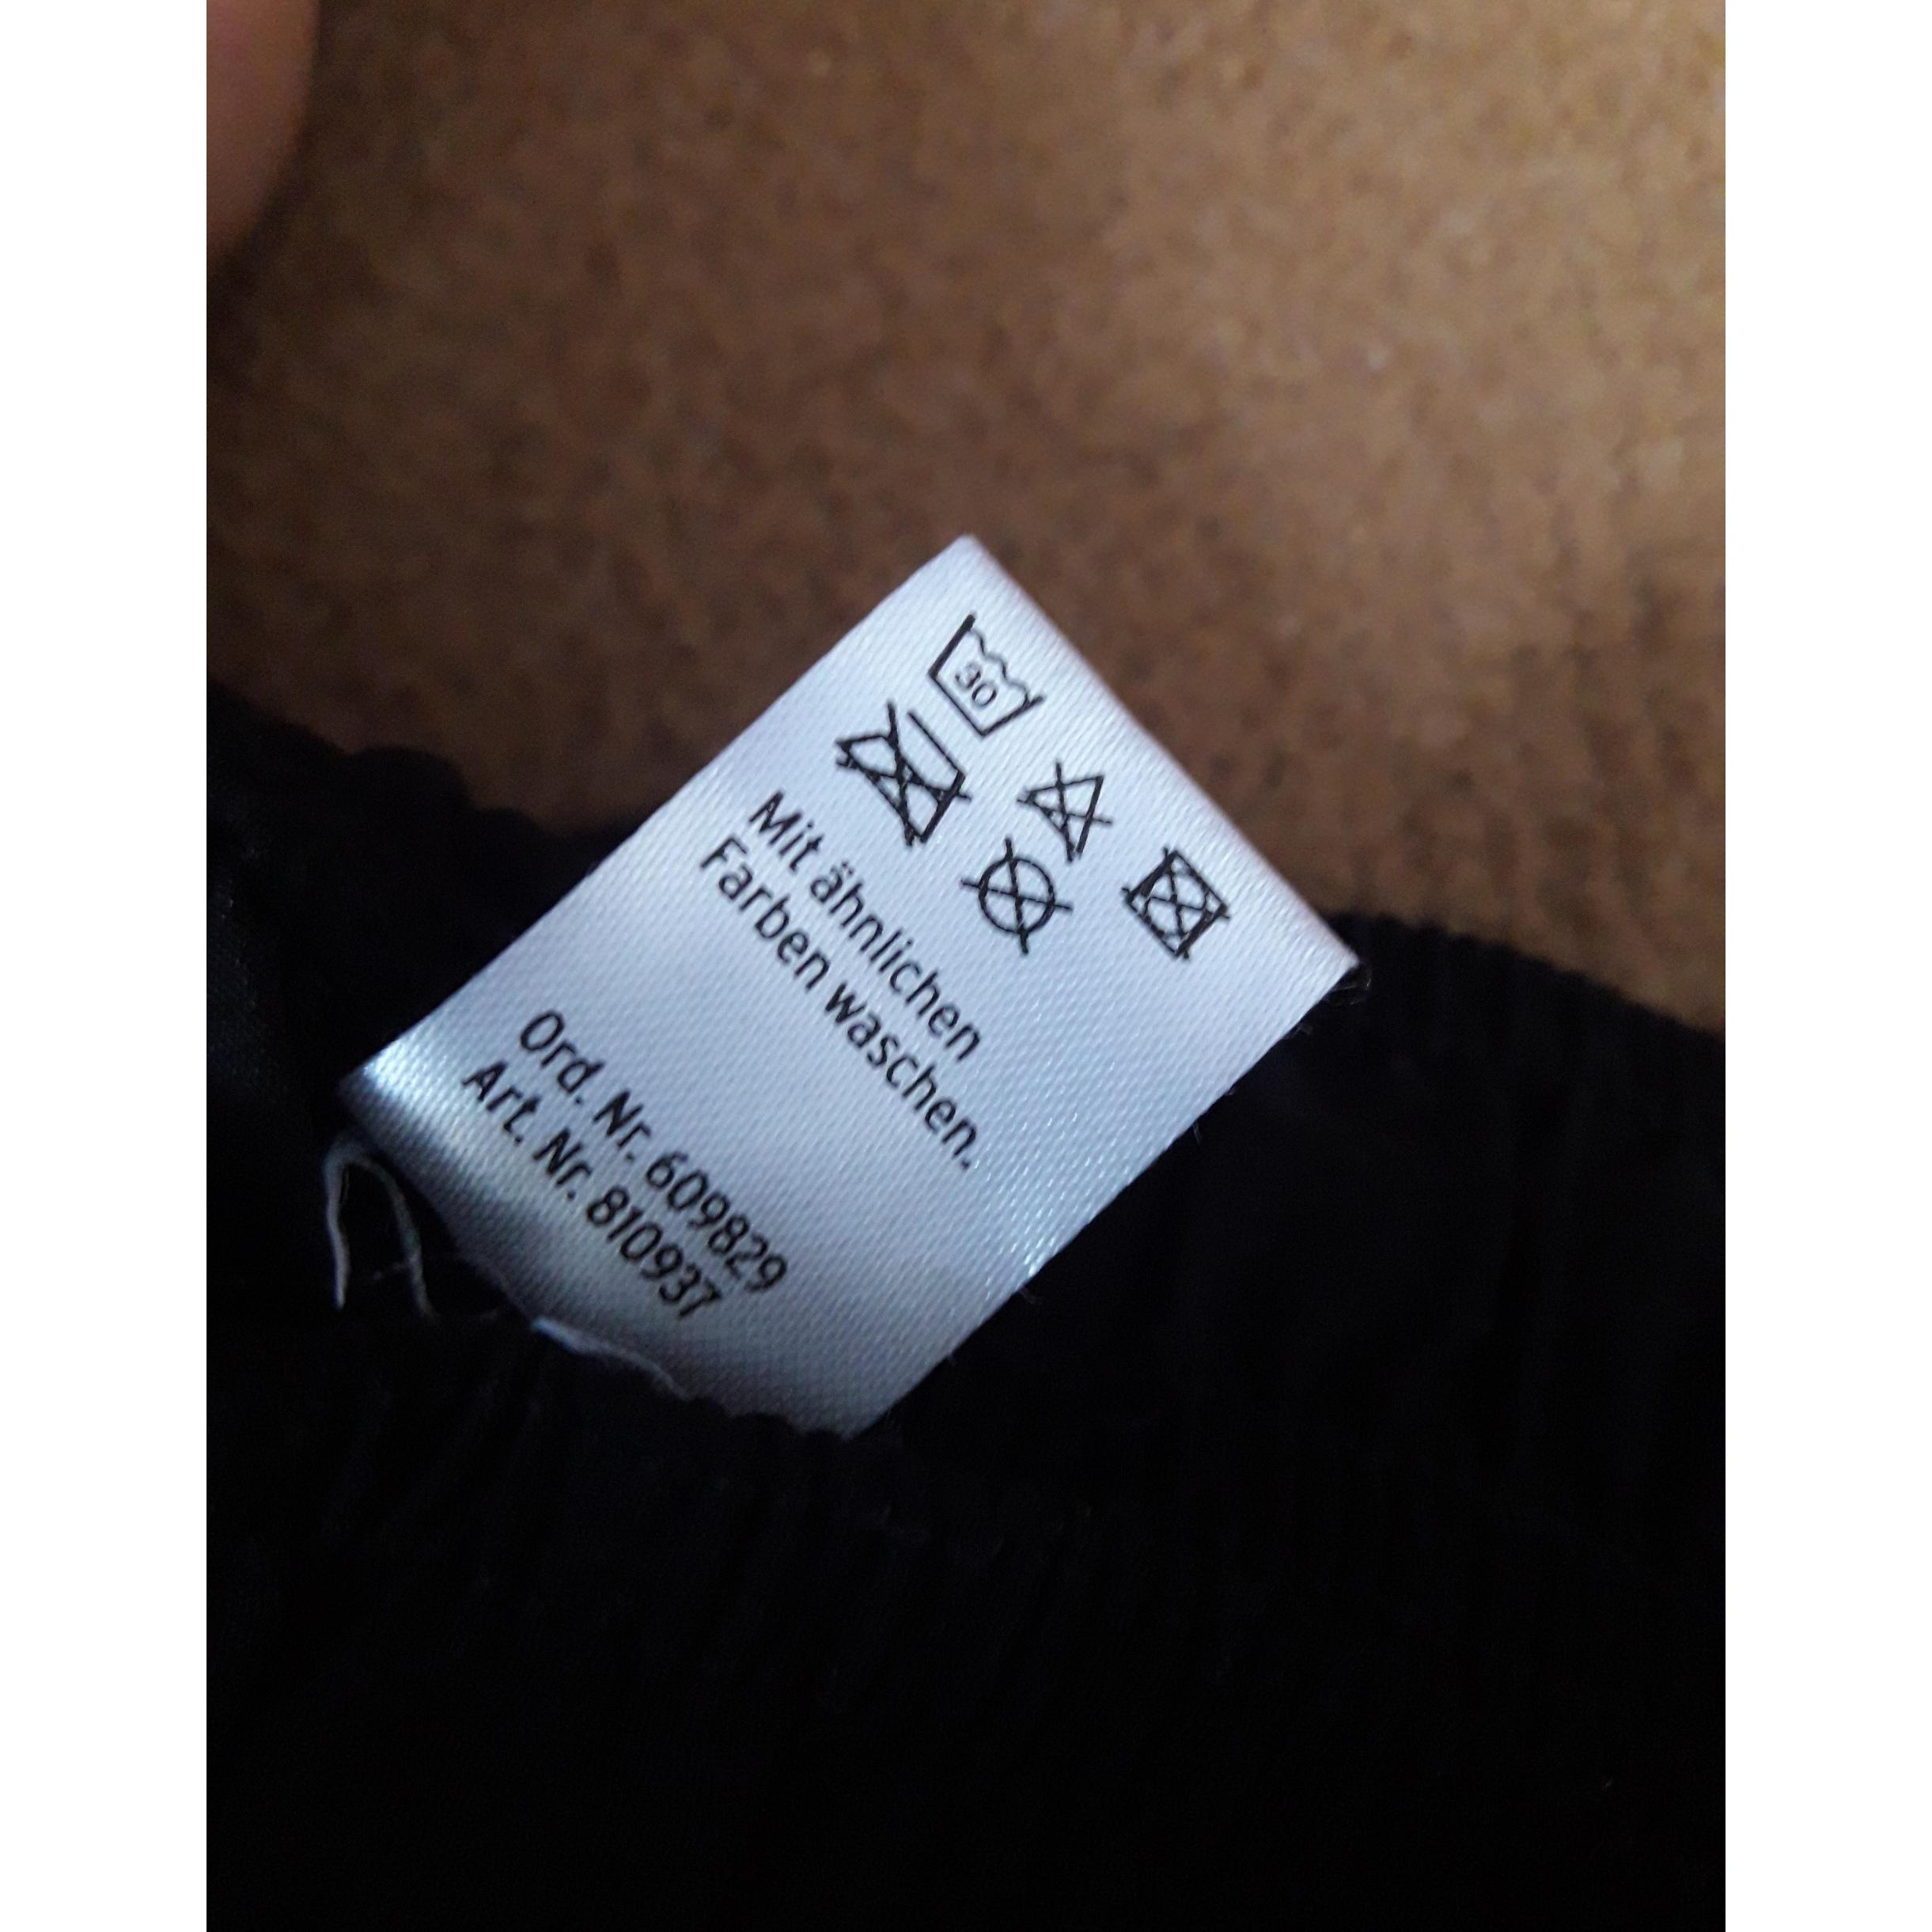 30
Mit ähnlichen
Farben waschen.
Ord. Nr. 609829
Art. Nr. 810937